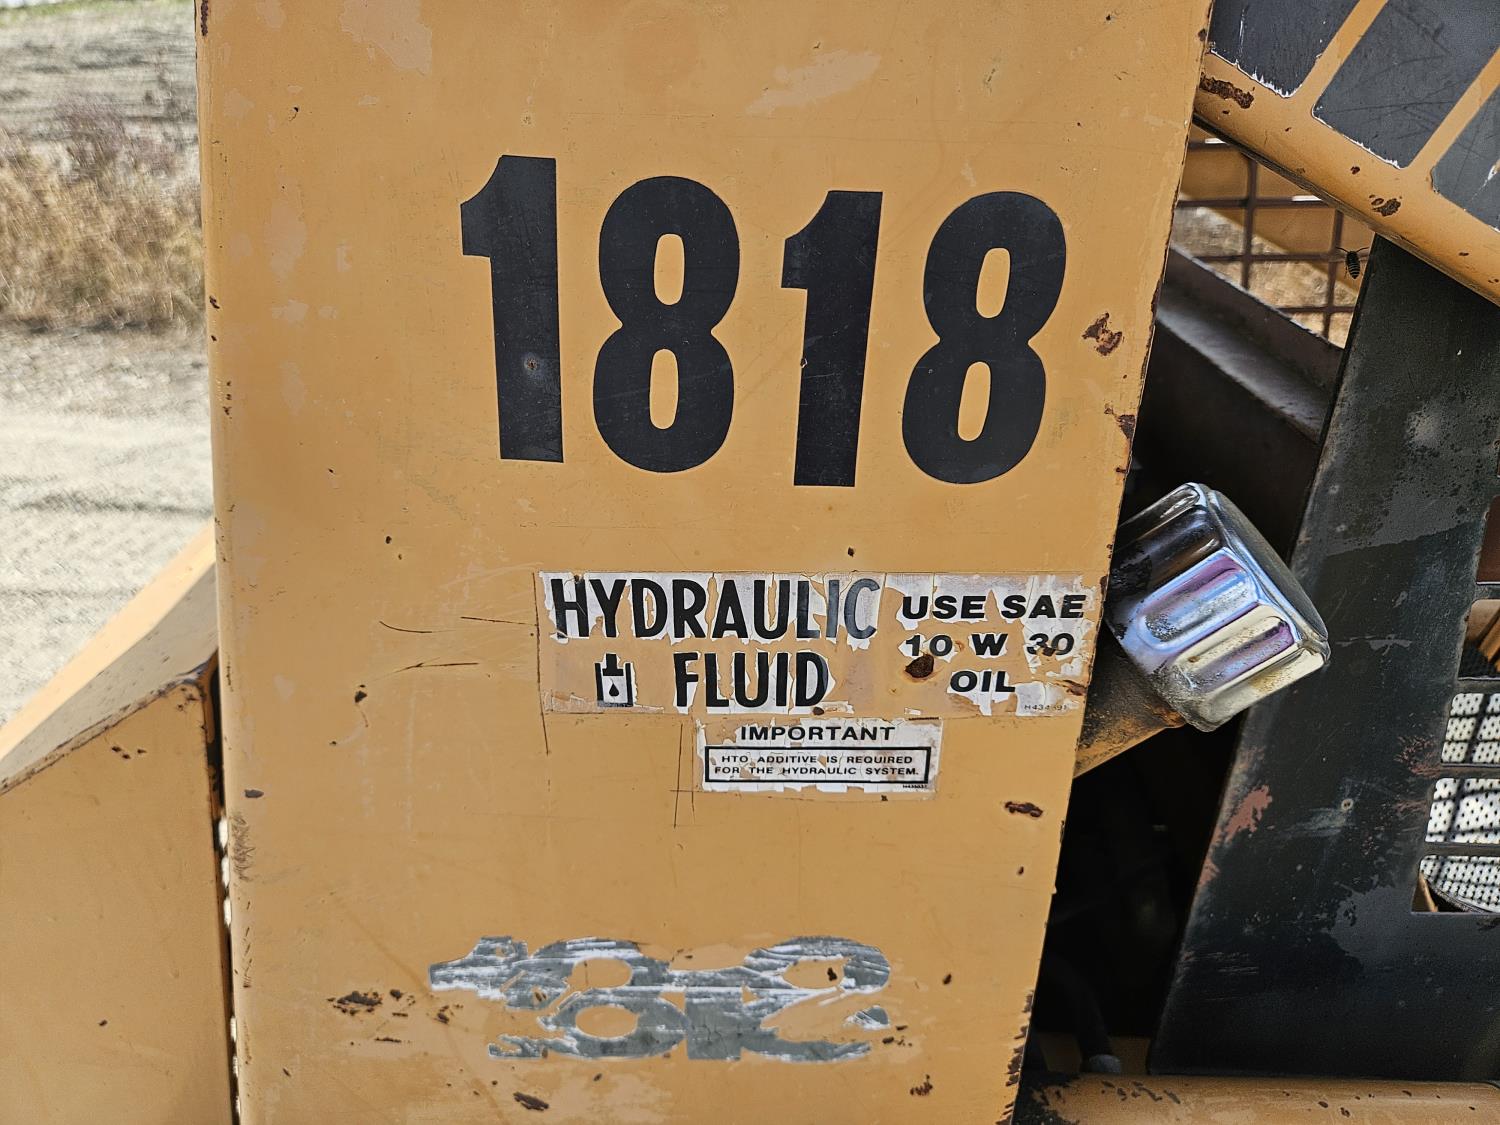 1818
HYDRAULIC
FLUID
USE SAE
10 W 30
OIL
IMPORTANT
HTO ADDITIVE IS REQUIRED
FOR THE HYDRAULIC SYSTEM.